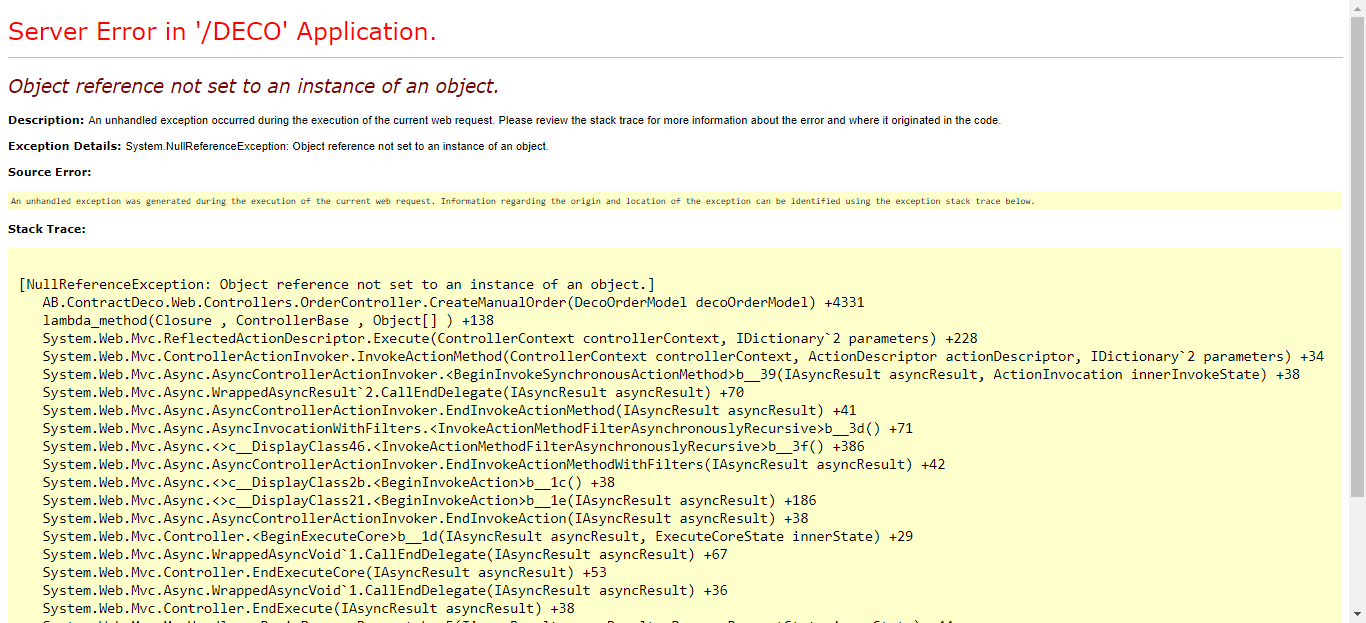 Server Error in '/DECO' Application.
Object reference not set to an instance of an object.
Description: An unhandled exception occurred during the execution of the current web request. Please review the stack trace for more information about the error and where it originated in the code.
Exception Details: System.NullReferenceException: Object reference not set to an instance of an object.
Source Error:
An unhandled exception was generated during the execution of the current web request. Information regarding the origin and location of the exception can be identified using the exception stack trace below.
Stack Trace:
[NullReferenceException: Object reference not set to an instance of an object.]
AB.ContractDeco.Web.Controllers.OrderController.CreateManualOrder(DecoOrderModel decoOrderModel) +4331
lambda_method(Closure , ControllerBase , Object[] ) +138
System.Web.Mvc.ReflectedActionDescriptor.Execute(ControllerContext controllerContext, IDictionary`2 parameters) +228
System.Web.Mvc.ControllerActionInvoker.InvokeActionMethod(ControllerContext controllerContext, ActionDescriptor actionDescriptor, IDictionary`2 parameters) +34
System.Web.Mvc.Async.AsyncControllerActionInvoker.<BeginInvokeSynchronousActionMethod>b__39(IAsyncResult asyncResult, ActionInvocation innerInvokeState) +38
System.Web.Mvc.Async.WrappedAsyncResult`2.CallEndDelegate(IAsyncResult asyncResult) +70
System.Web.Mvc.Async.AsyncControllerActionInvoker.EndInvokeActionMethod(IAsyncResult asyncResult) +41
System.Web.Mvc.Async.AsyncInvocationWithFilters.<InvokeActionMethodFilterAsynchronouslyRecursive>b__3d() +71
System.Web.Mvc.Async.<>c__DisplayClass46.<InvokeActionMethodFilterAsynchronouslyRecursive>b__3f() +386
System.Web.Mvc.Async.AsyncControllerActionInvoker.EndInvokeActionMethodWithFilters(IAsyncResult asyncResult) +42
System.Web.Mvc.Async.<>c__DisplayClass2b.<BeginInvokeAction>b__1c() +38
System.Web.Mvc.Async.<>c__DisplayClass21.<BeginInvokeAction>b__1e(IAsyncResult asyncResult) +186
System.Web.Mvc.Async.AsyncControllerActionInvoker.EndInvokeAction(IAsyncResult asyncResult) +38
System.Web.Mvc.Controller.<BeginExecuteCore>b__1d(IAsyncResult asyncResult, ExecuteCoreState innerState) +29
System.Web.Mvc.Async.WrappedAsyncVoid`1.CallEndDelegate(IAsyncResult asyncResult) +67
System.Web.Mvc.Controller.EndExecuteCore(IAsyncResult asyncResult) +53
System.Web.Mvc.Async.WrappedAsyncVoid`1.CallEndDelegate(IAsyncResult asyncResult) +36
System.Web.Mvc.Controller.EndExecute(IAsyncResult asyncResult) +38